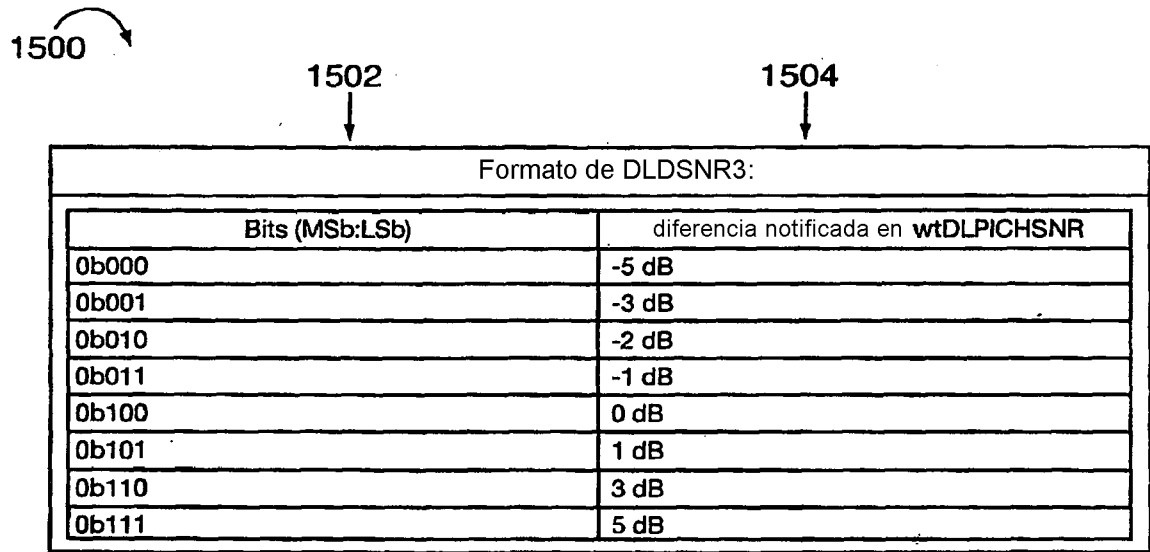 1500
1502 1504
Formato de DLDSNR3:
Bits (MSb:LSb) diferencia notificada en wtDLPICHSNR
0b000 -5 dB
0b001 -3 dB
0b010 -2 dB
0b011 -1 dB
0b100 0 dB
0b101 1 dB
0b110 3 dB
0b111 5 dB